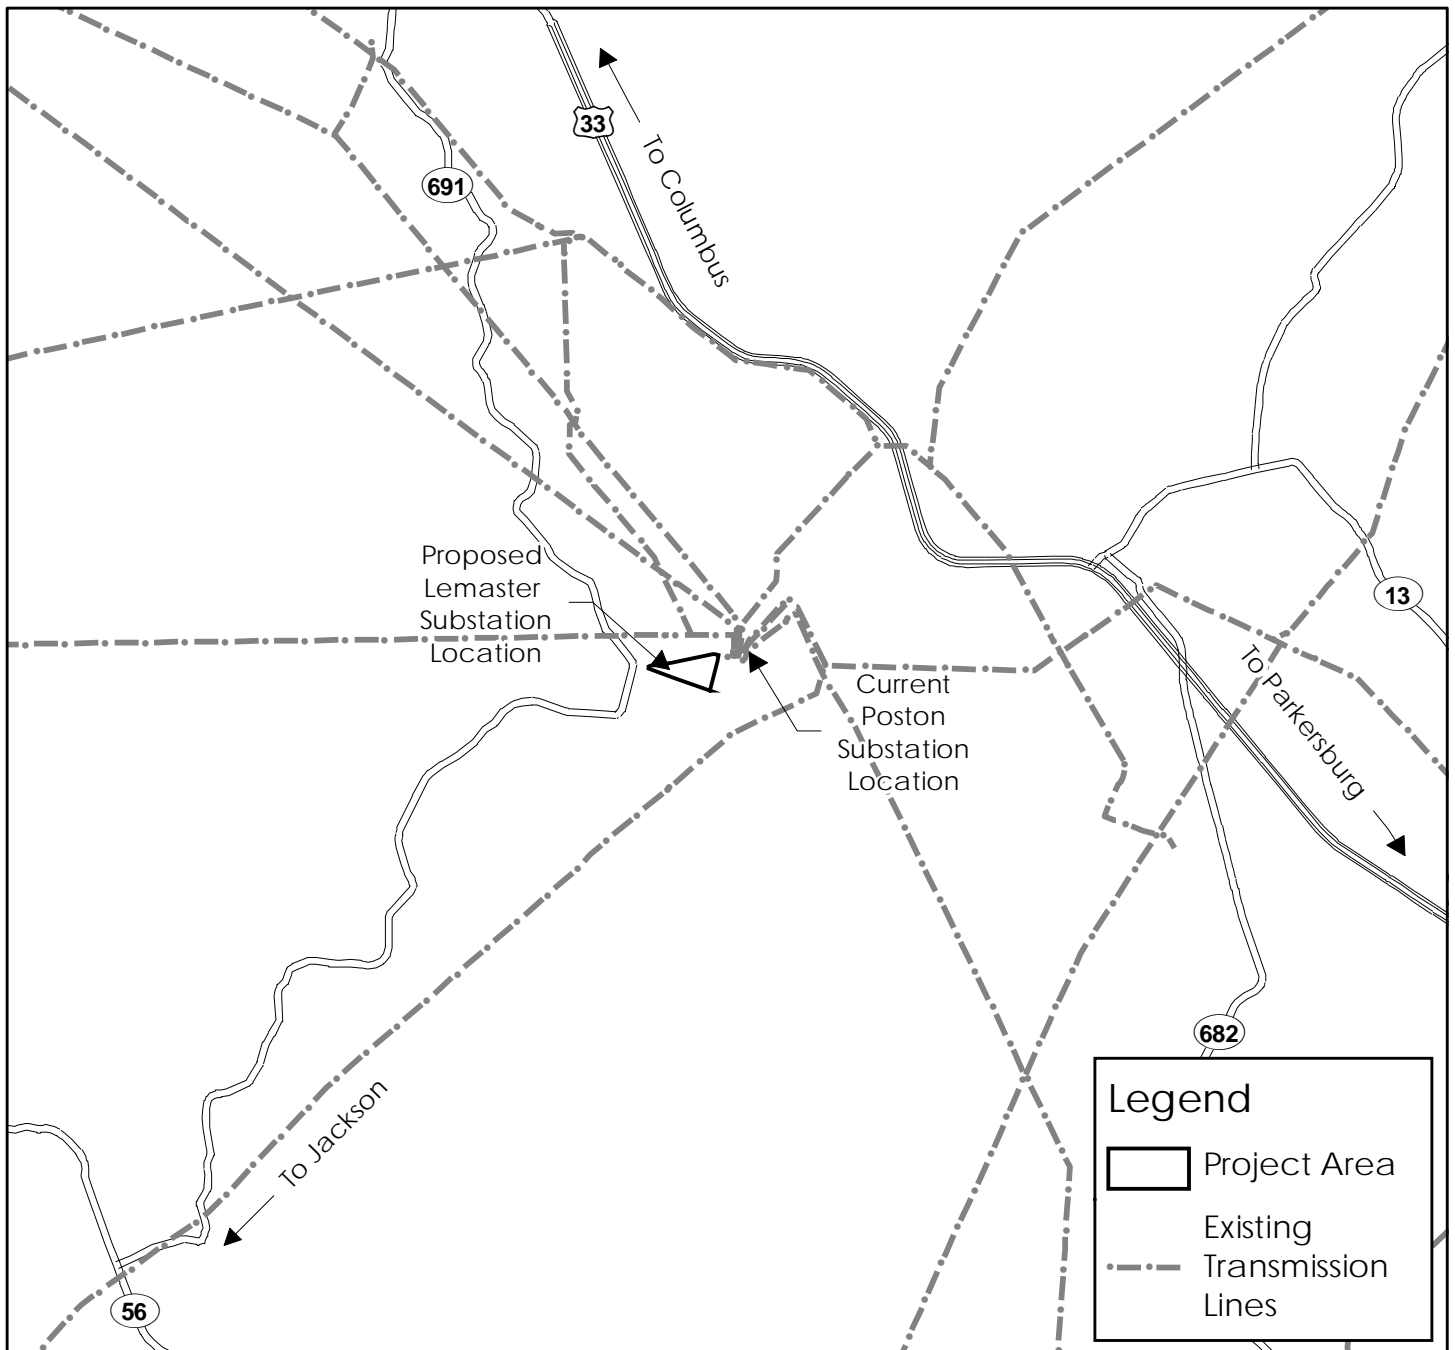 33
To Columbus
691
Proposed
Lemaster
Substation
Location
13
Current
Poston
Substation
Location
To Parkersburg
682
To Jackson
56
Legend
Project Area
Existing
Transmission
Lines